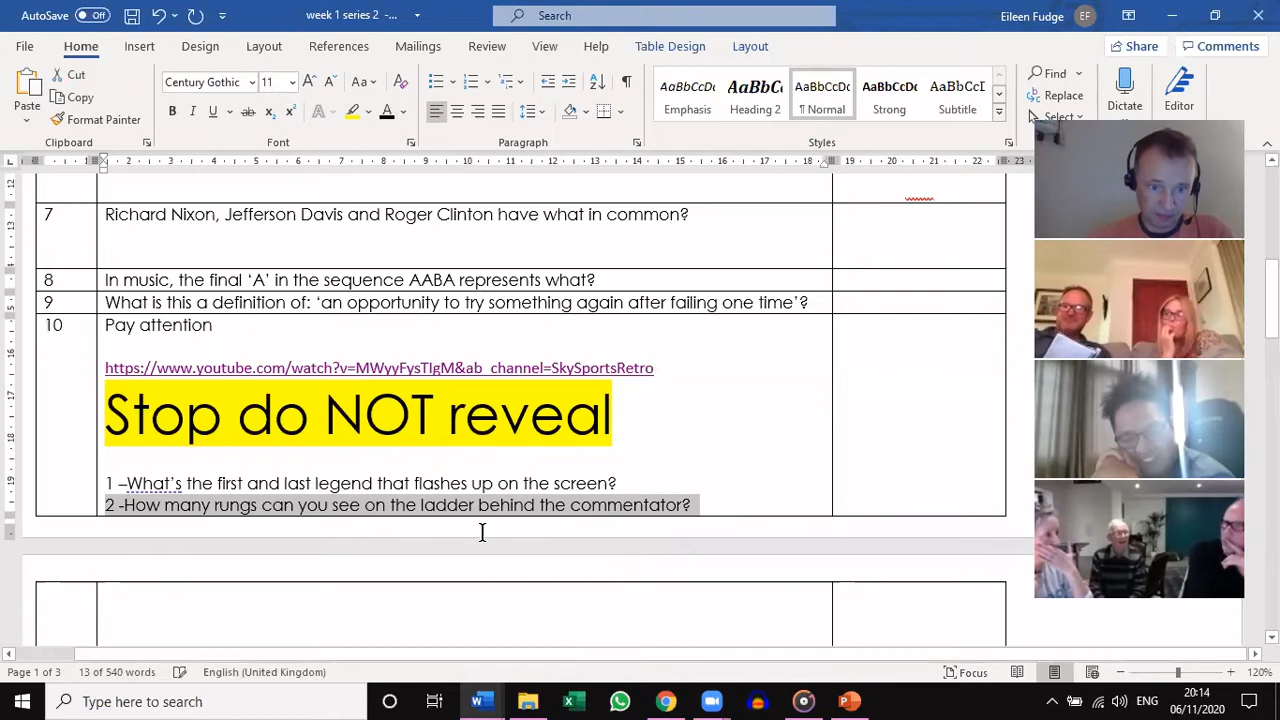 AutoSave Off week 1 series 2 -... Search Eileen Fudge EF
File Home Insert Design Layout References Mailings Review View Help Table Design Layout Share Comments
Paste Cut Copy Format Painter
Century Gothic 11
AaBbCcDc AaBbC AaBbCcDc AaBbCcD AaBbCcD
Emphasis Heading 2 ¶ Normal Strong Subtitle
Find Replace Select Dictate Editor
Clipboard Font Paragraph Styles
7 Richard Nixon, Jefferson Davis and Roger Clinton have what in common?
8 In music, the final ‘A’ in the sequence AABA represents what?
9 What is this a definition of: ‘an opportunity to try something again after failing one time’?
10 Pay attention
https://www.youtube.com/watch?v=MWyyFysTIgM&ab_channel=SkySportsRetro
Stop do NOT reveal
1 –What’s the first and last legend that flashes up on the screen?
2 -How many rungs can you see on the ladder behind the commentator?
Page 1 of 3 13 of 540 words English (United Kingdom) Focus 120%
Type here to search ENG 20:14
06/11/2020